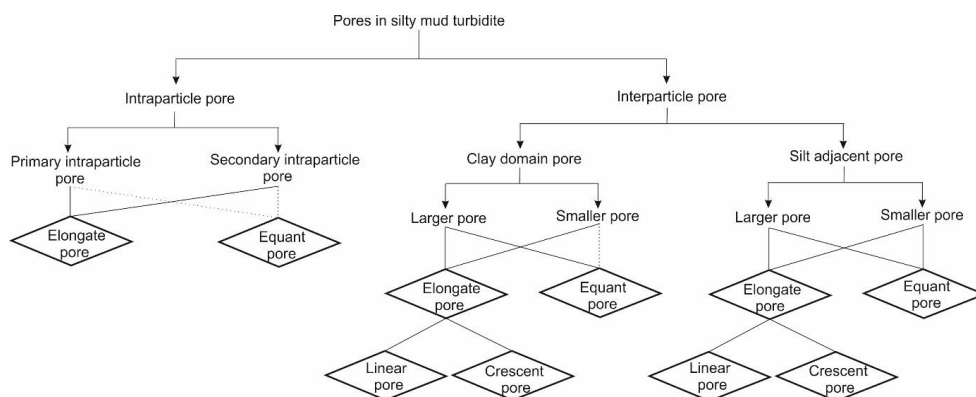 Pores in silty mud turbidite
Intraparticle pore
Interparticle pore
Primary intraparticle
pore
Secondary intraparticle
pore
Clay domain pore
Silt adjacent pore
Larger pore
Smaller pore
Larger pore
Smaller pore
Elongate
pore
Equant
pore
Elongate
pore
Equant
pore
Elongate
pore
Equant
pore
Linear
pore
Crescent
pore
Linear
pore
Crescent
pore